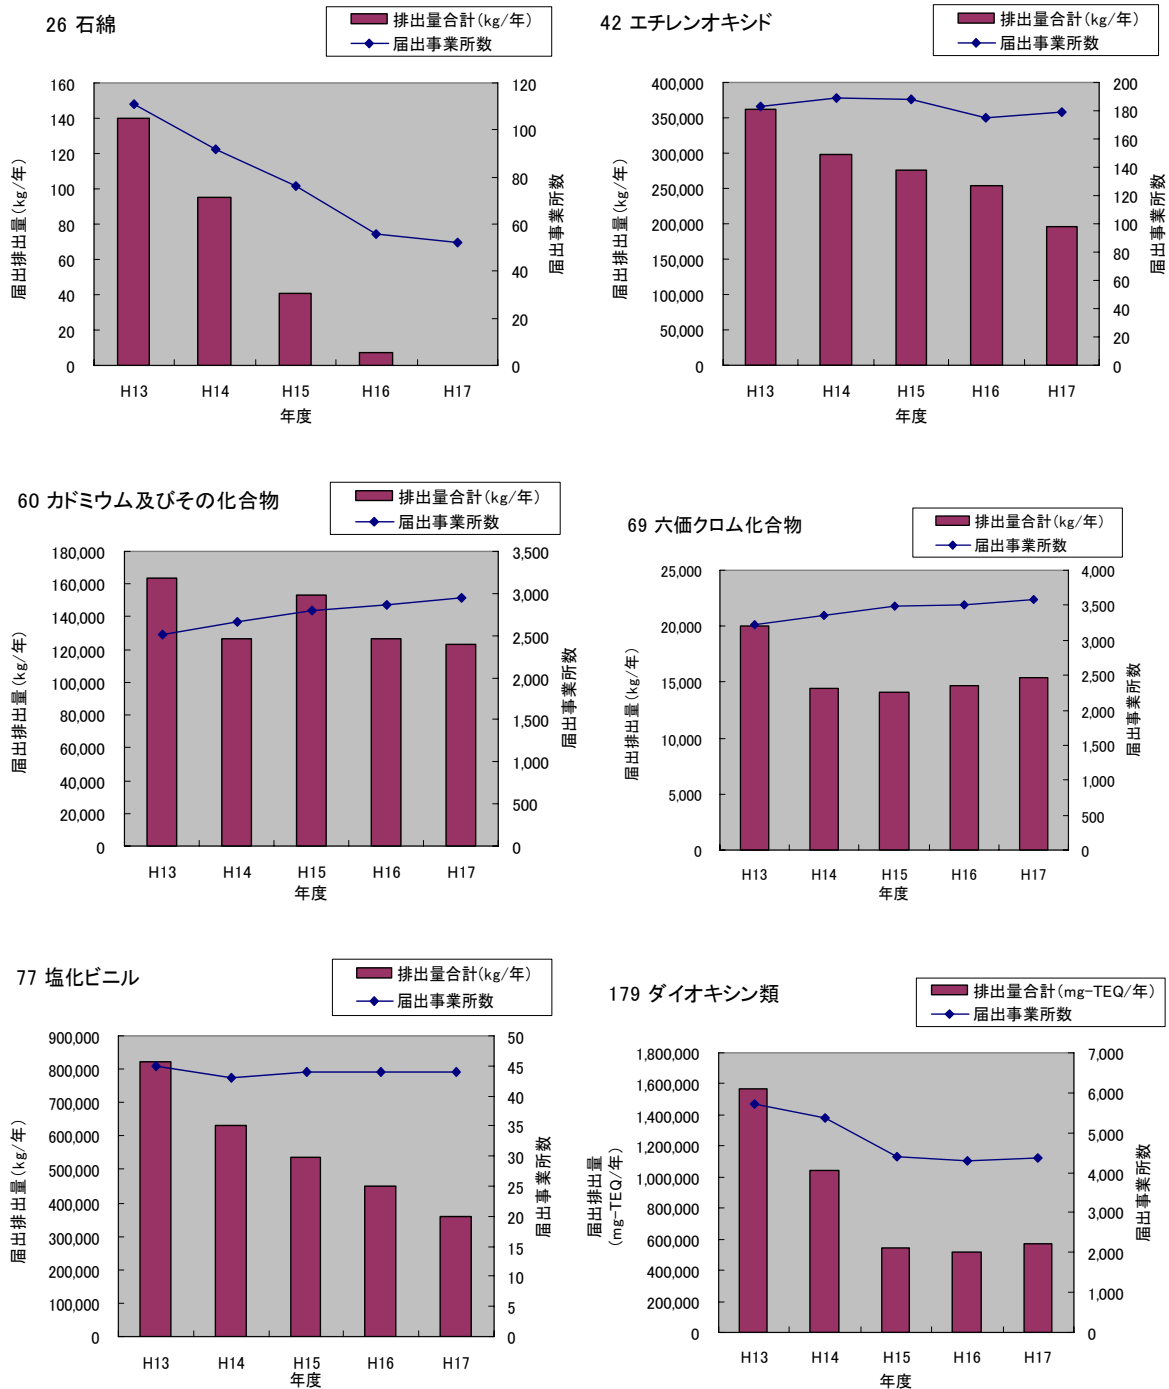 26 石綿
排出量合計(kg/年)
届出事業所数
届出排出量(kg/年)
160
140
120
100
80
60
40
20
0
120
100
80
60
40
20
0
届出事業所数
H13 H14 H15 H16 H17
年度
42 エチレンオキシド
排出量合計(kg/年)
届出事業所数
届出排出量(kg/年)
400,000
350,000
300,000
250,000
200,000
150,000
100,000
50,000
0
200
180
160
140
120
100
80
60
40
20
0
届出事業所数
H13 H14 H15 H16 H17
年度
60 カドミウム及びその化合物
排出量合計(kg/年)
届出事業所数
届出排出量(kg/年)
180,000
160,000
140,000
120,000
100,000
80,000
60,000
40,000
20,000
0
3,500
3,000
2,500
2,000
1,500
1,000
500
0
届出事業所数
H13 H14 H15 H16 H17
年度
69 六価クロム化合物
排出量合計(kg/年)
届出事業所数
届出排出量(kg/年)
25,000
20,000
15,000
10,000
5,000
0
4,000
3,500
3,000
2,500
2,000
1,500
1,000
500
0
届出事業所数
H13 H14 H15 H16 H17
年度
77 塩化ビニル
排出量合計(kg/年)
届出事業所数
届出排出量(kg/年)
900,000
800,000
700,000
600,000
500,000
400,000
300,000
200,000
100,000
0
50
45
40
35
30
25
20
15
10
5
0
届出事業所数
H13 H14 H15 H16 H17
年度
179 ダイオキシン類
排出量合計(mg-TEQ/年)
届出事業所数
届出排出量
(mg-TEQ/年)
1,800,000
1,600,000
1,400,000
1,200,000
1,000,000
800,000
600,000
400,000
200,000
0
7,000
6,000
5,000
4,000
3,000
2,000
1,000
0
届出事業所数
H13 H14 H15 H16 H17
年度